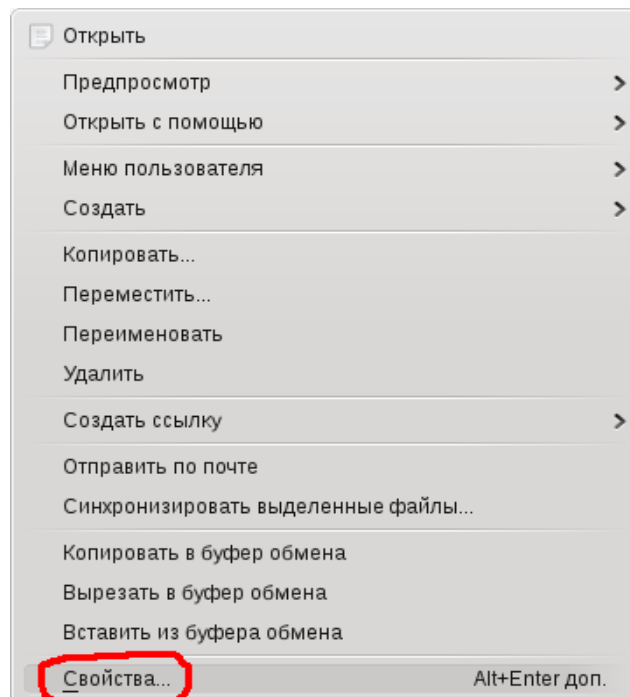 Открыть
Предпросмотр
Открыть с помощью
Меню пользователя
Создать
Копировать...
Переместить...
Переименовать
Удалить
Создать ссылку
Отправить по почте
Синхронизировать выделенные файлы...
Копировать в буфер обмена
Вырезать в буфер обмена
Вставить из буфера обмена
Свойства... Alt+Enter доп.